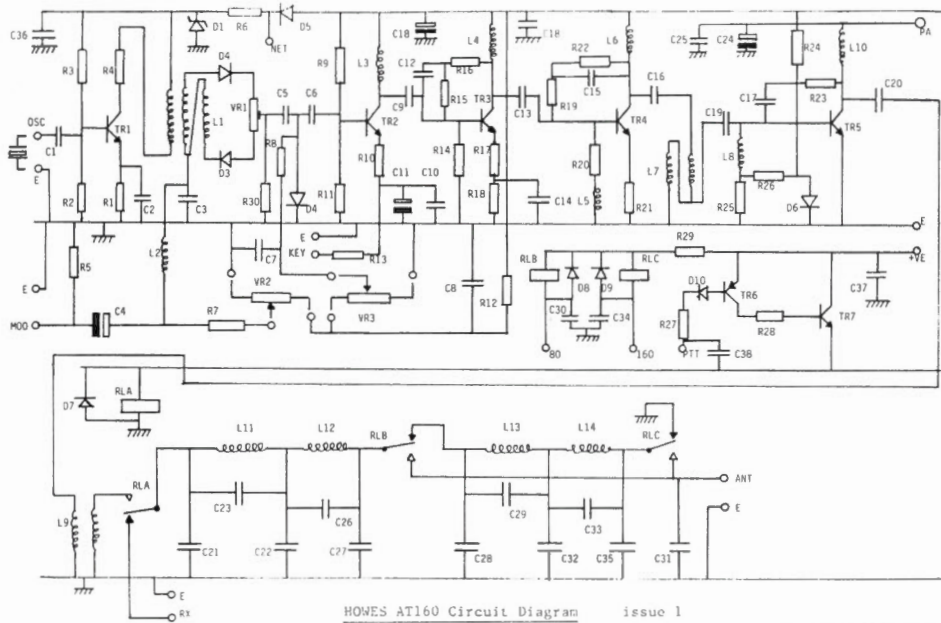 C36
D1
R6
D5
NET
C18
L4
C18
L6
R22
C25
C24
R24
L10
PA
R3
R4
D4
R9
L3
C12
R16
C15
C16
R23
C20
OSC
C1
TR1
L1
VR1
C5
C6
TR2
C9
R15
TR3
C13
R19
TR4
C19
C17
TR5
E
R2
R1
C2
D3
C3
R8
R30
D4
R11
R10
C11
C10
R14
R17
R18
C14
R20
L5
R21
L7
L8
R25
R26
D6
E
R5
L2
C7
E
KEY
R13
R29
+VE
E
VR2
VR3
C8
R12
RLB
D8
D9
RLC
D10
TR6
C37
MOD
C4
R7
C30
C34
R27
R28
TR7
80
160
PTT
C38
D7
RLA
L11
L12
RLB
L13
L14
RLC
RLA
ANT
L9
C23
C26
C29
C33
E
C21
C22
C27
C28
C32
C35
C31
E
RX
HOWES AT160 Circuit Diagram issue 1